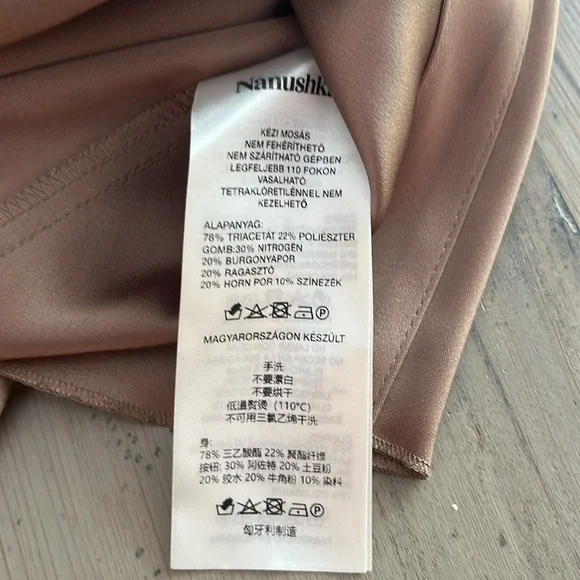 Nanushka
KÉZI MOSÁS
NEM FEHÉRÍTHETŐ
NEM SZÁRÍTHATÓ GÉPBEN
LEGFELJEBB 110 FOKON
VASALHATÓ
TETRAKLÓRETILÉNNEL NEM
KEZELHETŐ
ALAPANYAG:
78% TRIACETÁT 22% POLIÉSZTER
GOMB:30% NITROGÉN
20% BURGONYAPOR
20% RAGASZTÓ
20% HORN POR 10% SZÍNEZÉK
P
MAGYARORSZÁGON KÉSZÜLT
手洗
不要漂白
不要烘干
低溫熨燙（110°C）
不可用三氯乙烯干洗
身:
78% 三乙酸酯 22% 聚酯纤维
按钮: 30% 阿佐特 20% 土豆粉
20% 胶水 20% 牛角粉 10% 染料
P
匈牙利制造